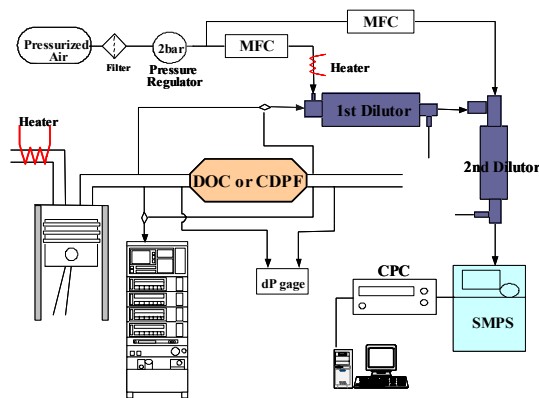 Pressurized
Air
Filter
2bar
Pressure
Regulator
MFC
MFC
Heater
1st Dilutor
Heater
2nd Dilutor
DOC or CDPF
dP gage
CPC
SMPS